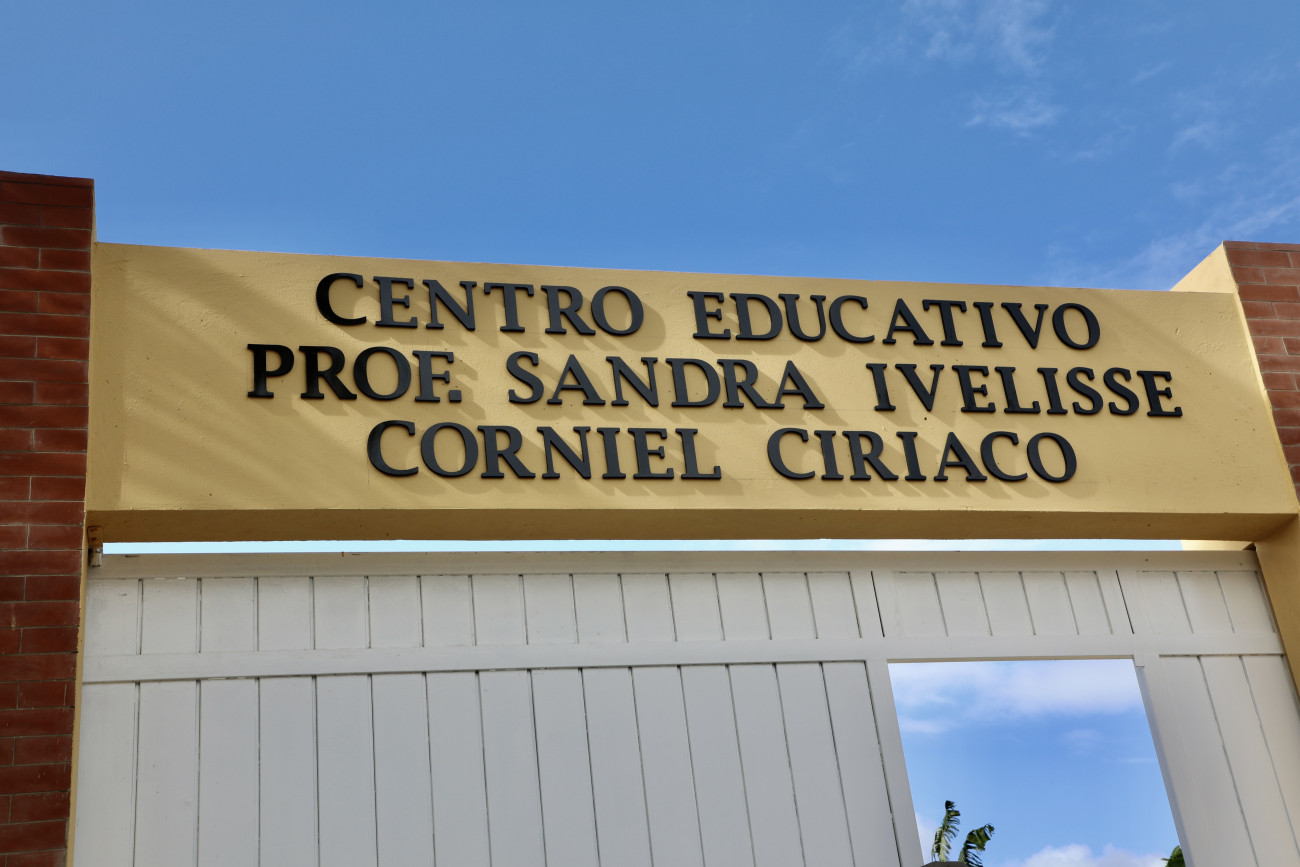 CENTRO EDUCATIVO
PROF. SANDRA IVELISSE
CORNIEL CIRIACO